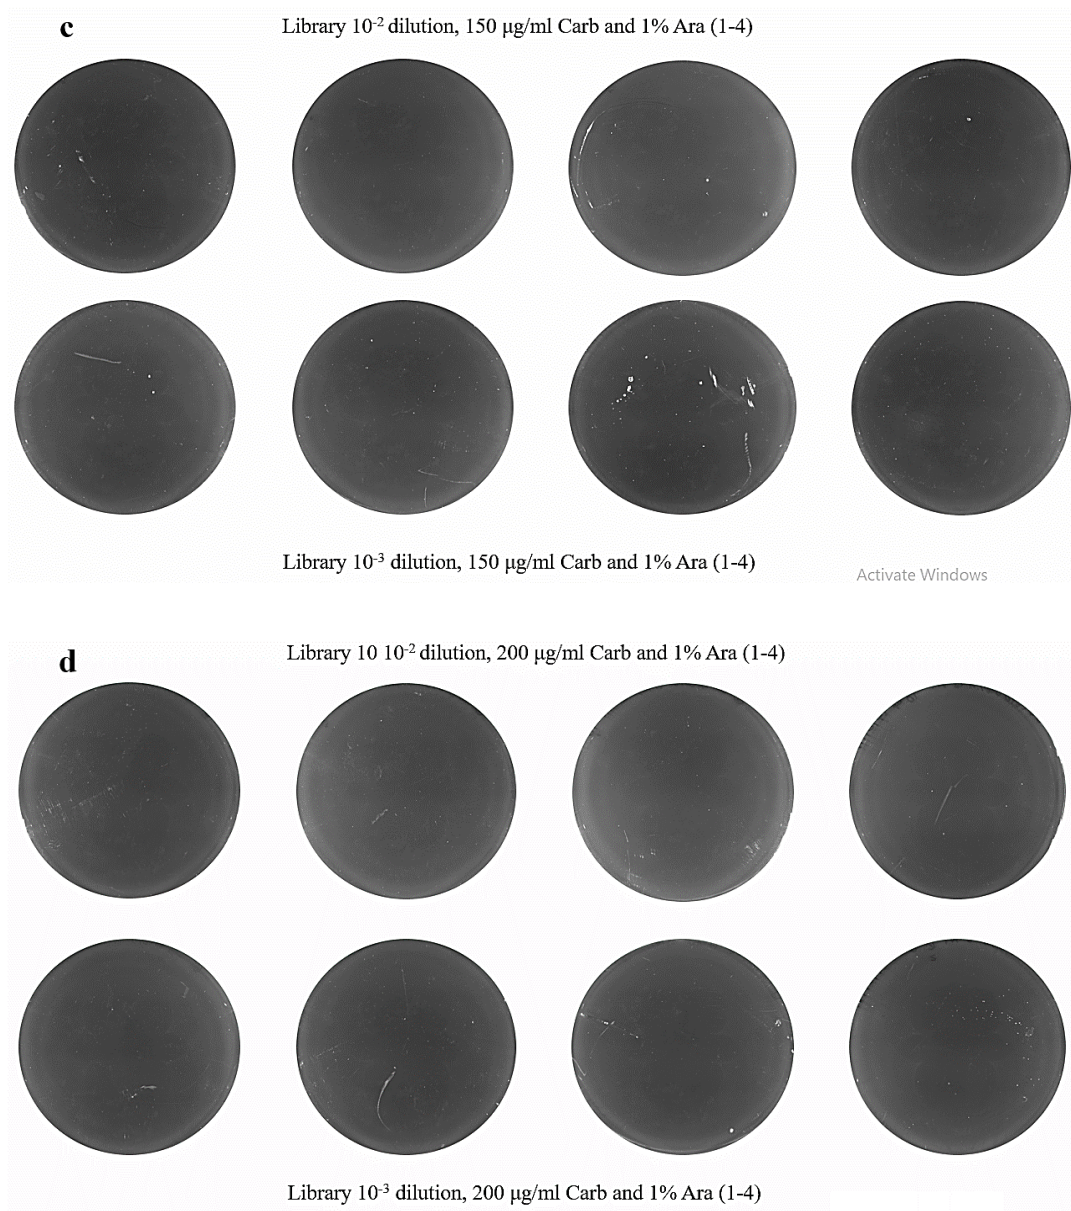 c
Library 10⁻² dilution, 150 µg/ml Carb and 1% Ara (1-4)
Library 10⁻³ dilution, 150 µg/ml Carb and 1% Ara (1-4)
Activate Windows
d
Library 10 10⁻² dilution, 200 µg/ml Carb and 1% Ara (1-4)
Library 10⁻³ dilution, 200 µg/ml Carb and 1% Ara (1-4)